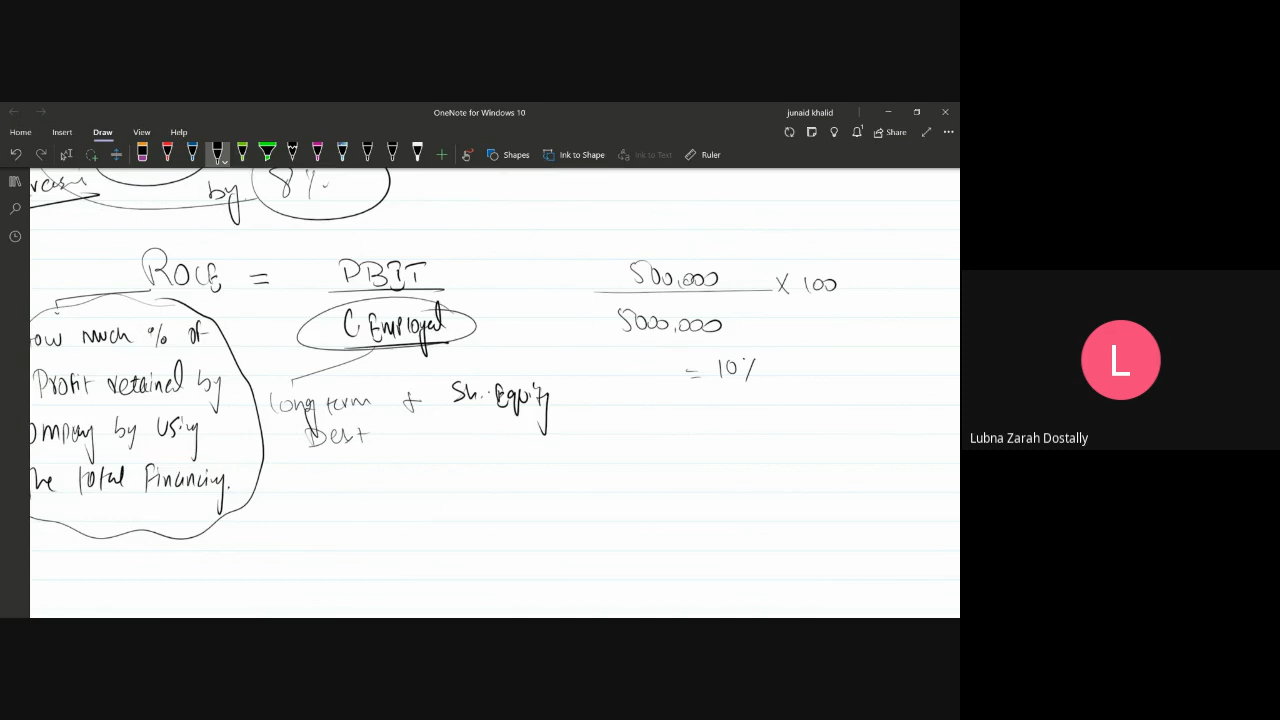 OneNote for Windows 10
junaid khalid
Home Insert Draw View Help
Share
Shapes Ink to Shape Ink to Text Ruler
by 8%.
ROCE = PBIT
C Employed
500,000 X 100
5000,000
= 10%
ow much % of
Profit retained by
ompany by using
he total Financing.
Long term + Sh. Equity
Debt
L
Lubna Zarah Dostally